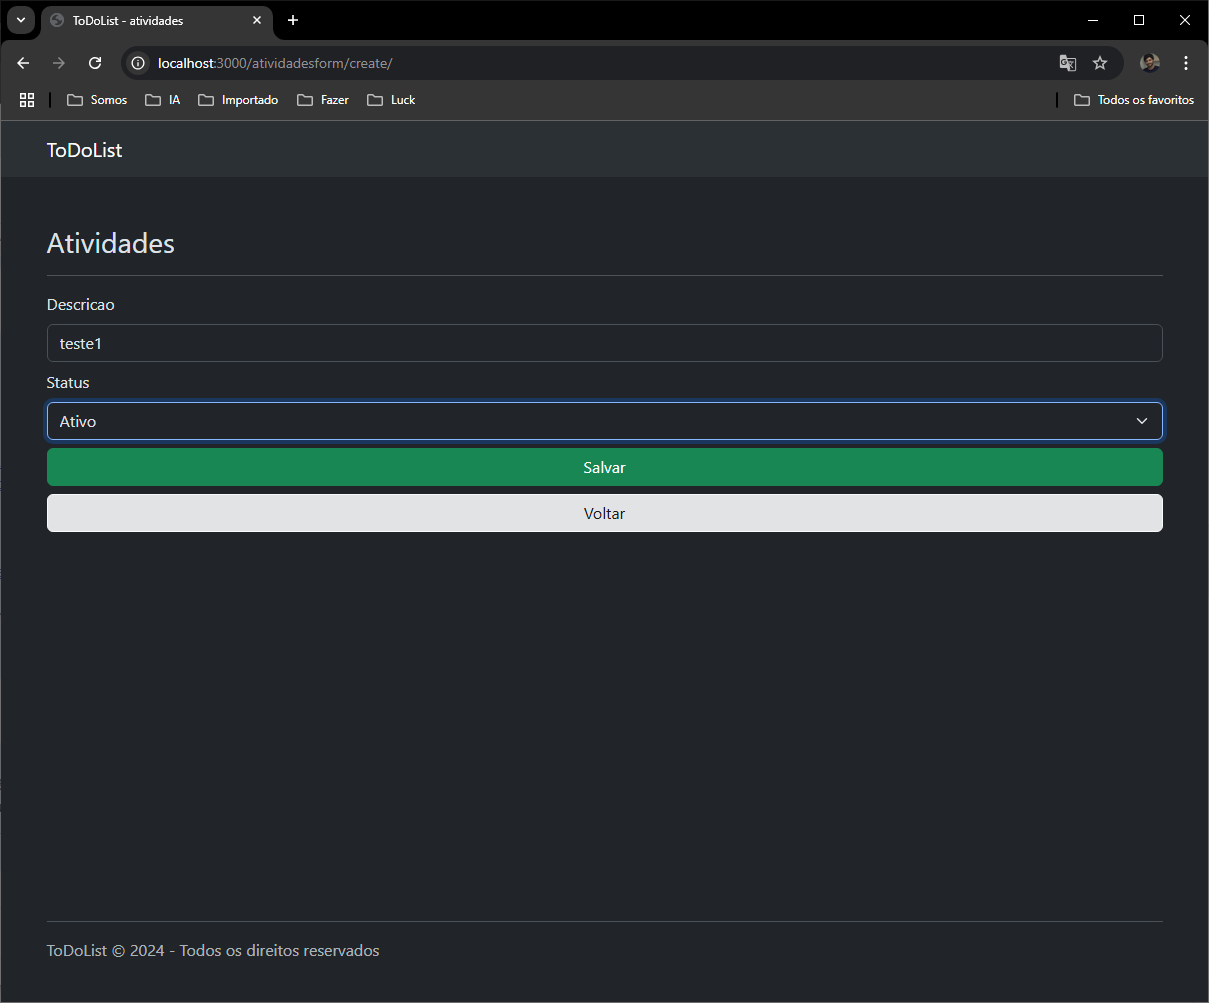 ToDoList - atividades
localhost:3000/atividadesform/create/
Somos IA Importado Fazer Luck Todos os favoritos
ToDoList
Atividades
Descricao
teste1
Status
Ativo
Salvar
Voltar
ToDoList © 2024 - Todos os direitos reservados